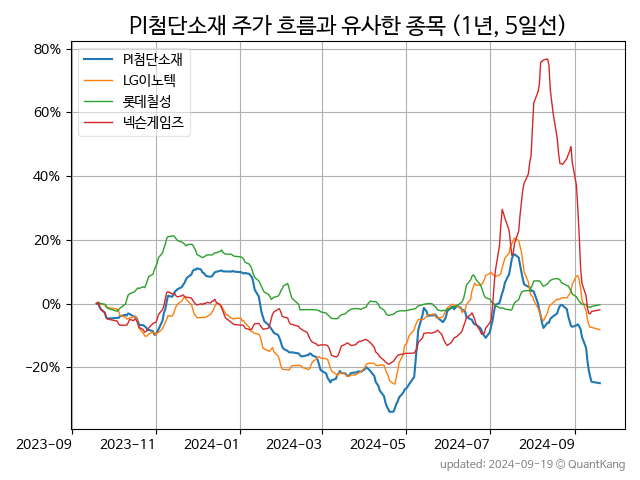 PI첨단소재 주가 흐름과 유사한 종목 (1년, 5일선)
80%
60%
40%
20%
0%
−20%
PI첨단소재
LG이노텍
롯데칠성
넥슨게임즈
2023-09 2023-11 2024-01 2024-03 2024-05 2024-07 2024-09
updated: 2024-09-19 © QuantKang